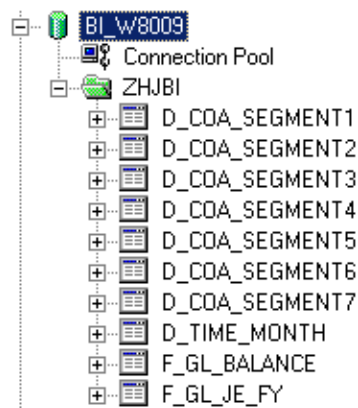 BI_W8009
Connection Pool
ZHJBI
D_COA_SEGMENT1
D_COA_SEGMENT2
D_COA_SEGMENT3
D_COA_SEGMENT4
D_COA_SEGMENT5
D_COA_SEGMENT6
D_COA_SEGMENT7
D_TIME_MONTH
F_GL_BALANCE
F_GL_JE_FY